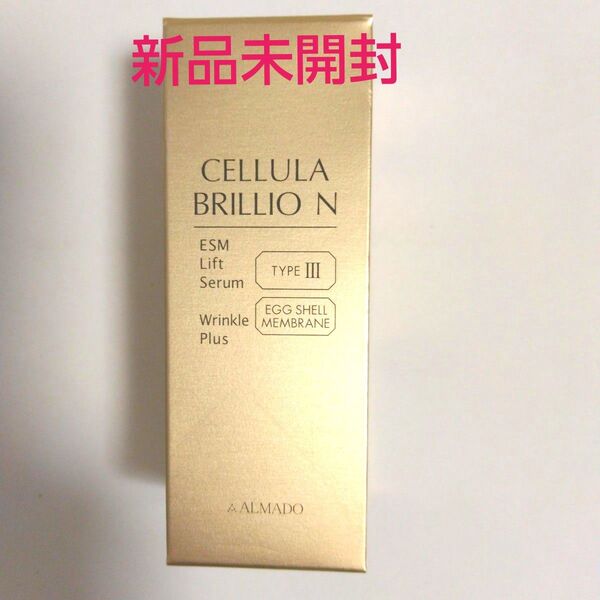 新品未開封
CELLULA
BRILLIO N
ESM
Lift
Serum
TYPE III
Wrinkle
Plus
EGG SHELL
MEMBRANE
ALMADO